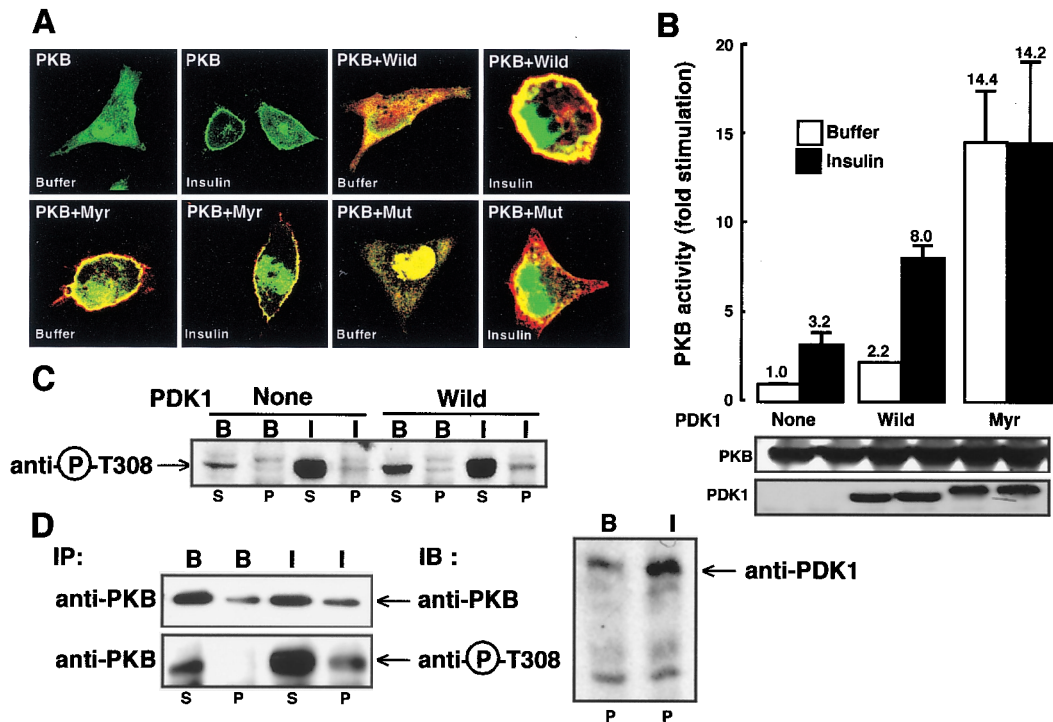 A
PKB
Buffer
PKB
Insulin
PKB+Wild
Buffer
PKB+Wild
Insulin
PKB+Myr
Buffer
PKB+Myr
Insulin
PKB+Mut
Buffer
PKB+Mut
Insulin
B
PKB activity (fold stimulation)
20
15
10
5
0
Buffer
Insulin
1.0
3.2
2.2
8.0
14.4
14.2
PDK1 None Wild Myr
PKB
PDK1
C
PDK1 None Wild
B B I I B B I I
anti-P-T308
S P S P S P S P
D
IP: B B I I IB :
anti-PKB anti-PKB
anti-PKB anti-P-T308
S P S P
B I
anti-PDK1
P P